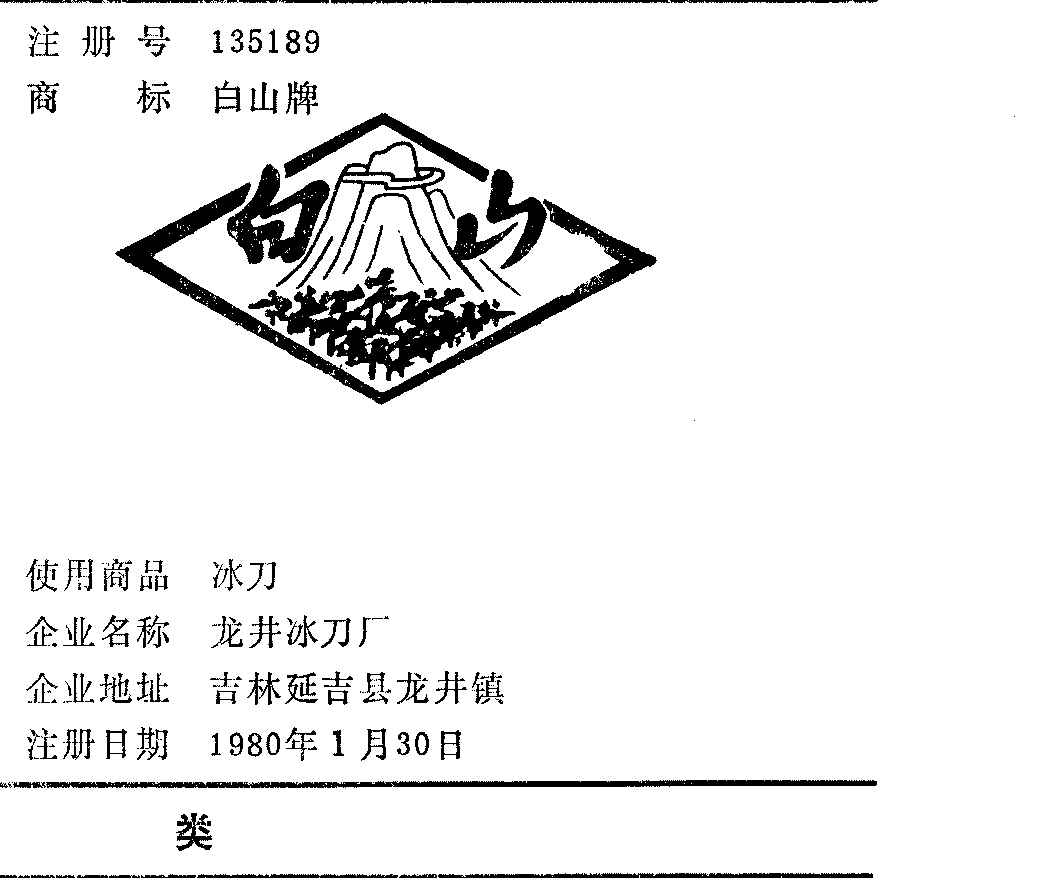 注册号 135189
商标 白山牌
白山
使用商品 冰刀
企业名称 龙井冰刀厂
企业地址 吉林延吉县龙井镇
注册日期 1980年1月30日
类